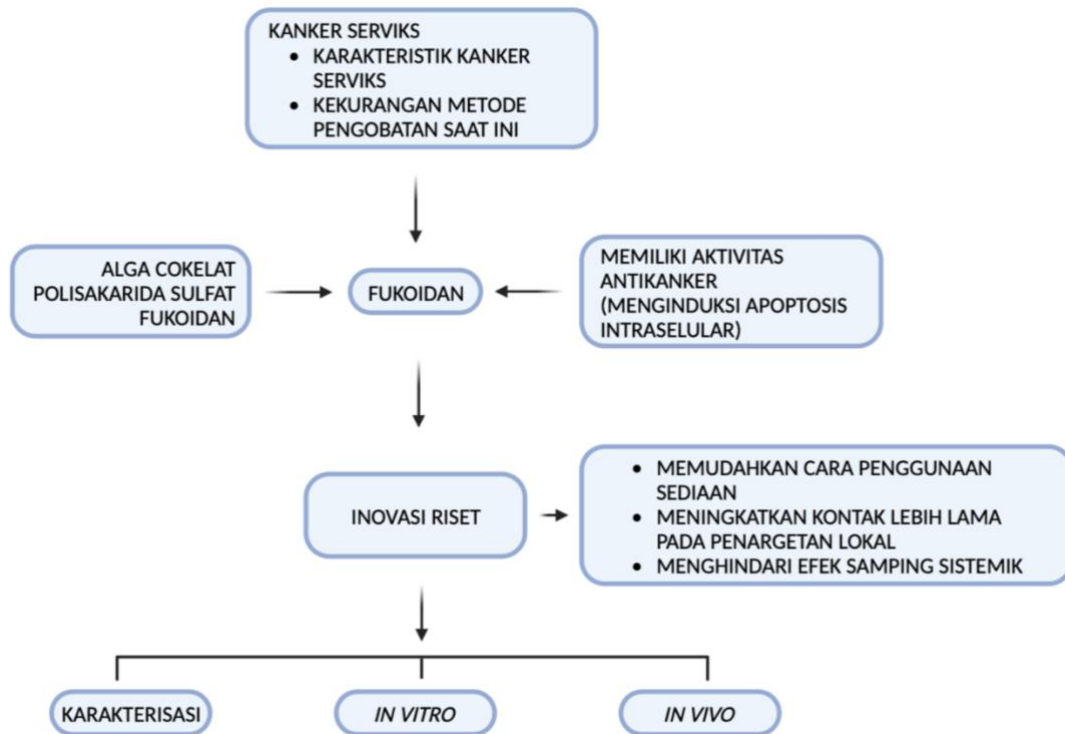 KANKER SERVIKS
• KARAKTERISTIK KANKER
SERVIKS
• KEKURANGAN METODE
PENGOBATAN SAAT INI
ALGA COKELAT
POLISAKARIDA SULFAT
FUKOIDAN
FUKOIDAN
MEMILIKI AKTIVITAS
ANTIKANKER
(MENGINDUKSI APOPTOSIS
INTRASELULAR)
INOVASI RISET
• MEMUDAHKAN CARA PENGGUNAAN
SEDIAAN
• MENINGKATKAN KONTAK LEBIH LAMA
PADA PENARGETAN LOKAL
• MENGHINDARI EFEK SAMPING SISTEMIK
KARAKTERISASI
IN VITRO
IN VIVO